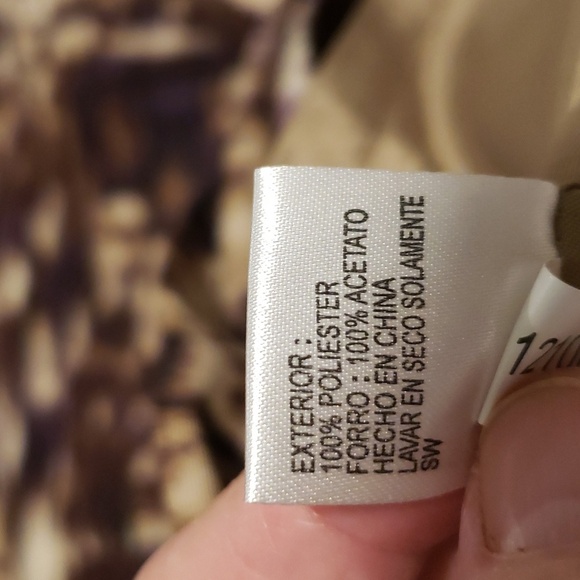 EXTERIOR :
100% POLIESTER
FORRO : 100% ACETATO
HECHO EN CHINA
LAVAR EN SECO SOLAMENTE
SW